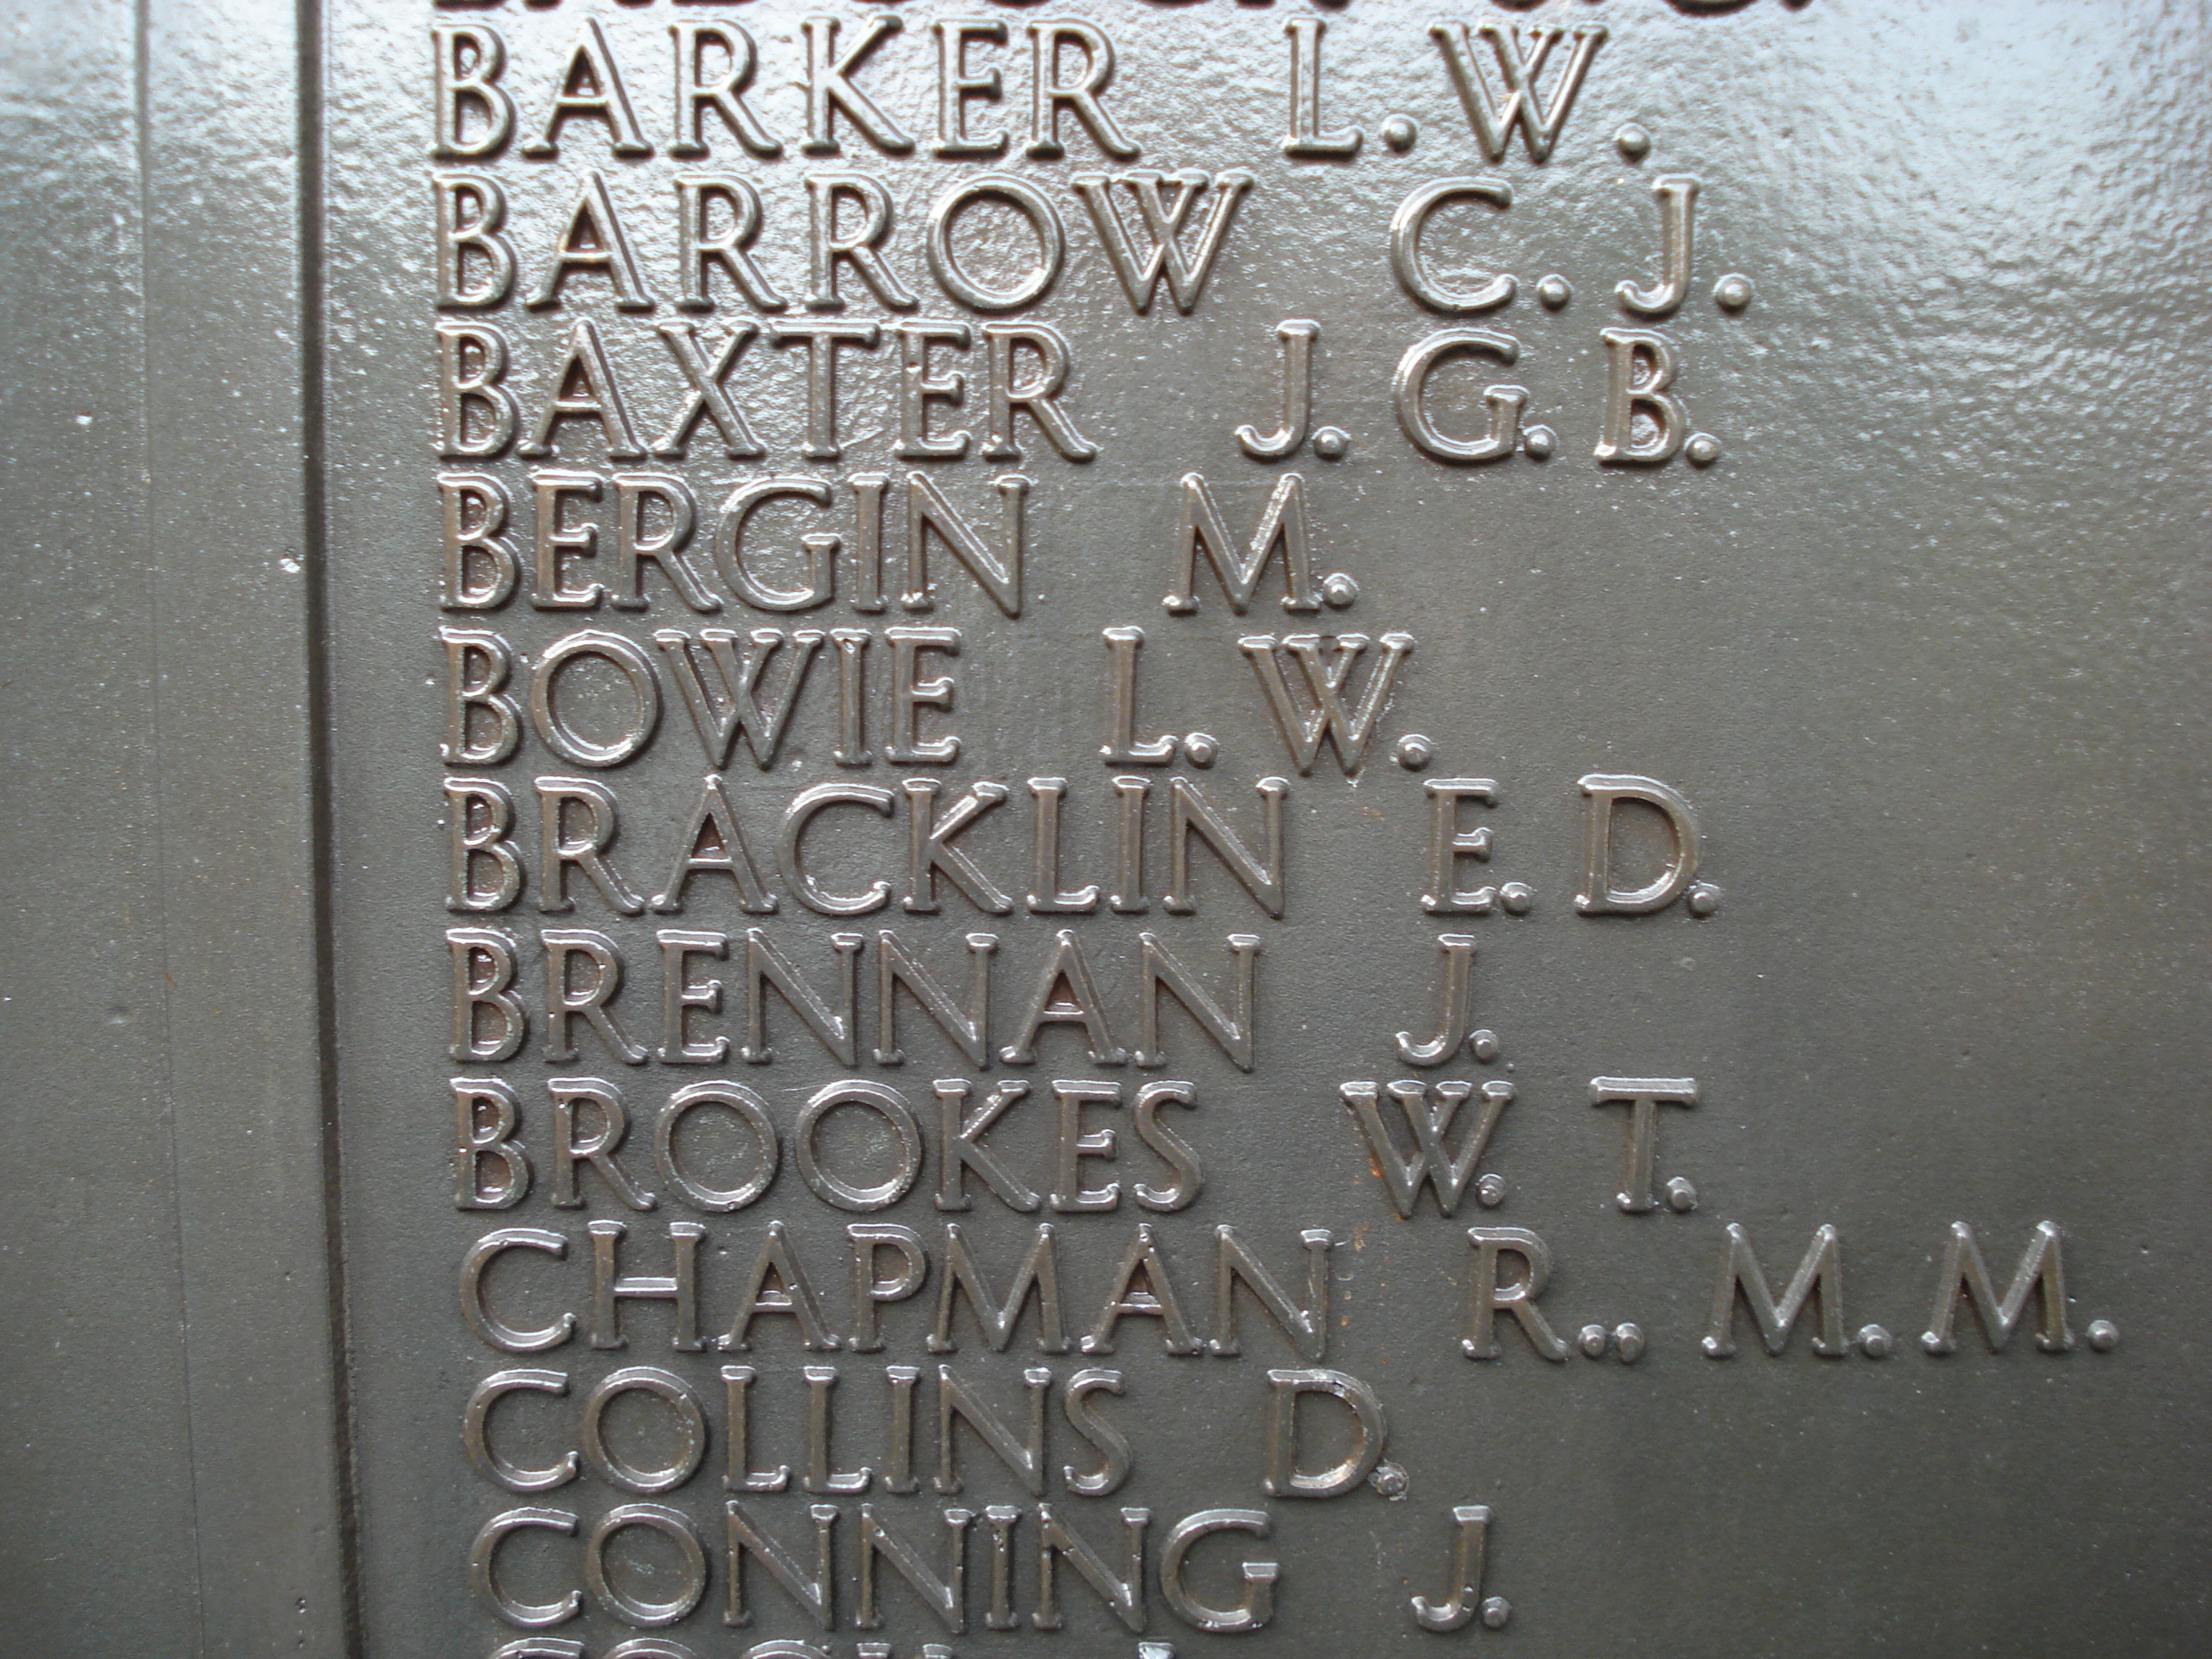 BARKER L.W.
BARROW C.J.
BAXTER J.G.B.
BERGIN M.
BOWIE L.W.
BRACKLIN E.D.
BRENNAN J.
BROOKES W.T.
CHAPMAN R..M.M.
COLLINS D.
CONNING J.